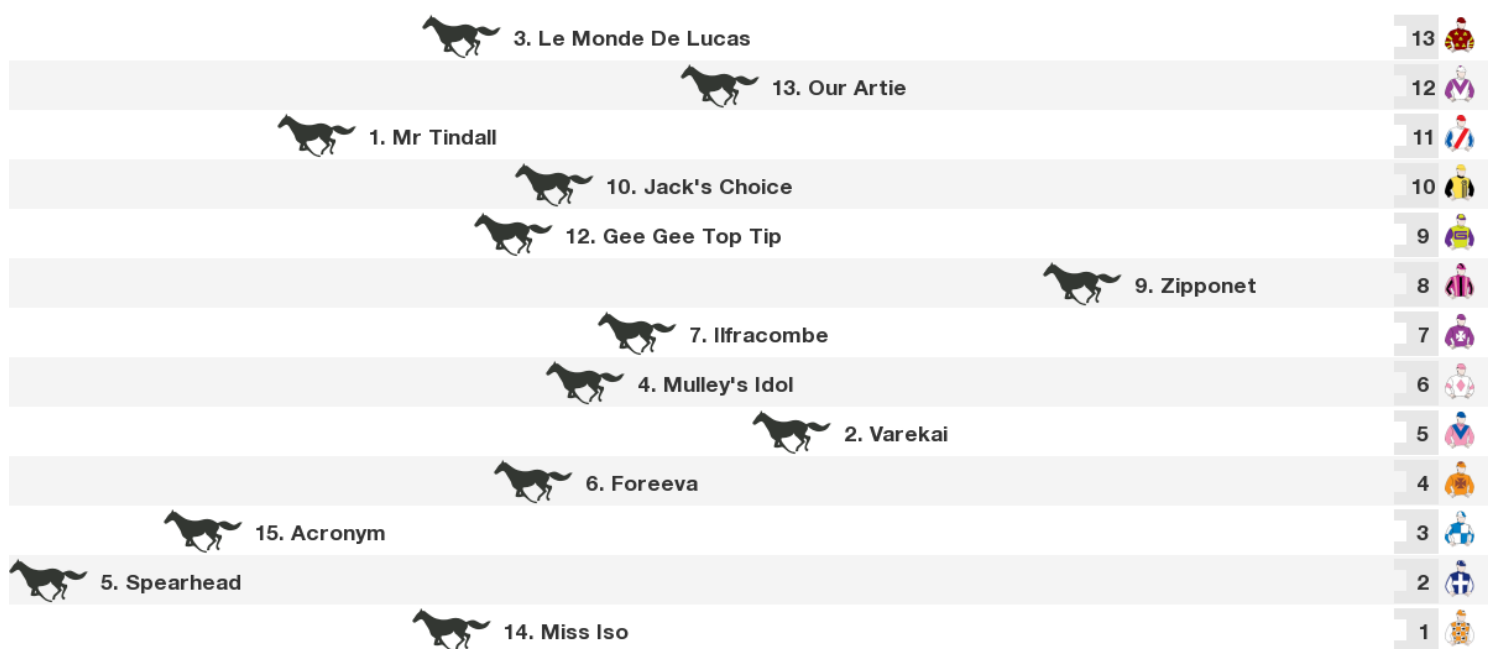 3. Le Monde De Lucas 13
13. Our Artie 12
1. Mr Tindall 11
10. Jack's Choice 10
12. Gee Gee Top Tip 9
9. Zipponet 8
7. Ilfracombe 7
4. Mulley's Idol 6
2. Varekai 5
6. Foreeva 4
15. Acronym 3
5. Spearhead 2
14. Miss Iso 1